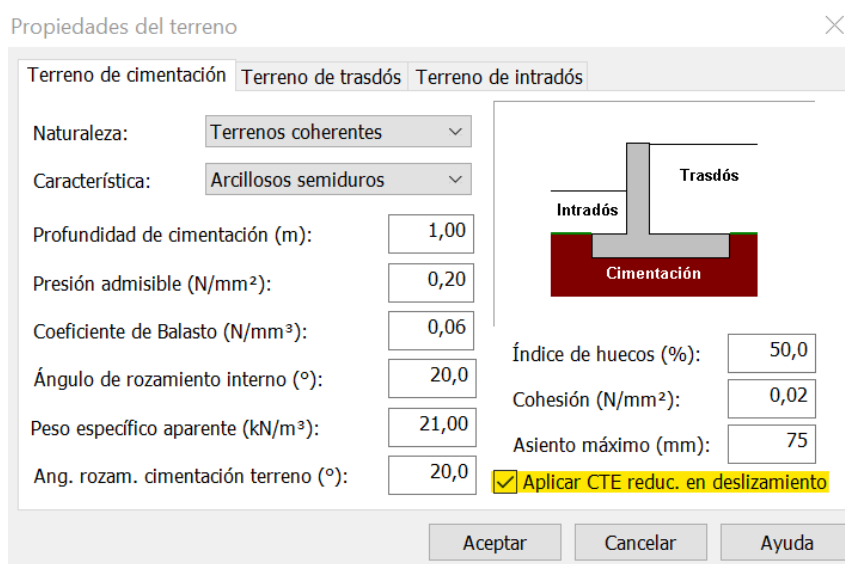 Propiedades del terreno
Terreno de cimentación Terreno de trasdós Terreno de intradós
Naturaleza: Terrenos coherentes
Característica: Arcillosos semiduros
Profundidad de cimentación (m): 1,00
Presión admisible (N/mm²): 0,20
Coeficiente de Balasto (N/mm³): 0,06
Ángulo de rozamiento interno (°): 20,0
Peso específico aparente (kN/m³): 21,00
Ang. rozam. cimentación terreno (°): 20,0
Trasdós
Intradós
Cimentación
Índice de huecos (%): 50,0
Cohesión (N/mm²): 0,02
Asiento máximo (mm): 75
Aplicar CTE reduc. en deslizamiento
Aceptar Cancelar Ayuda